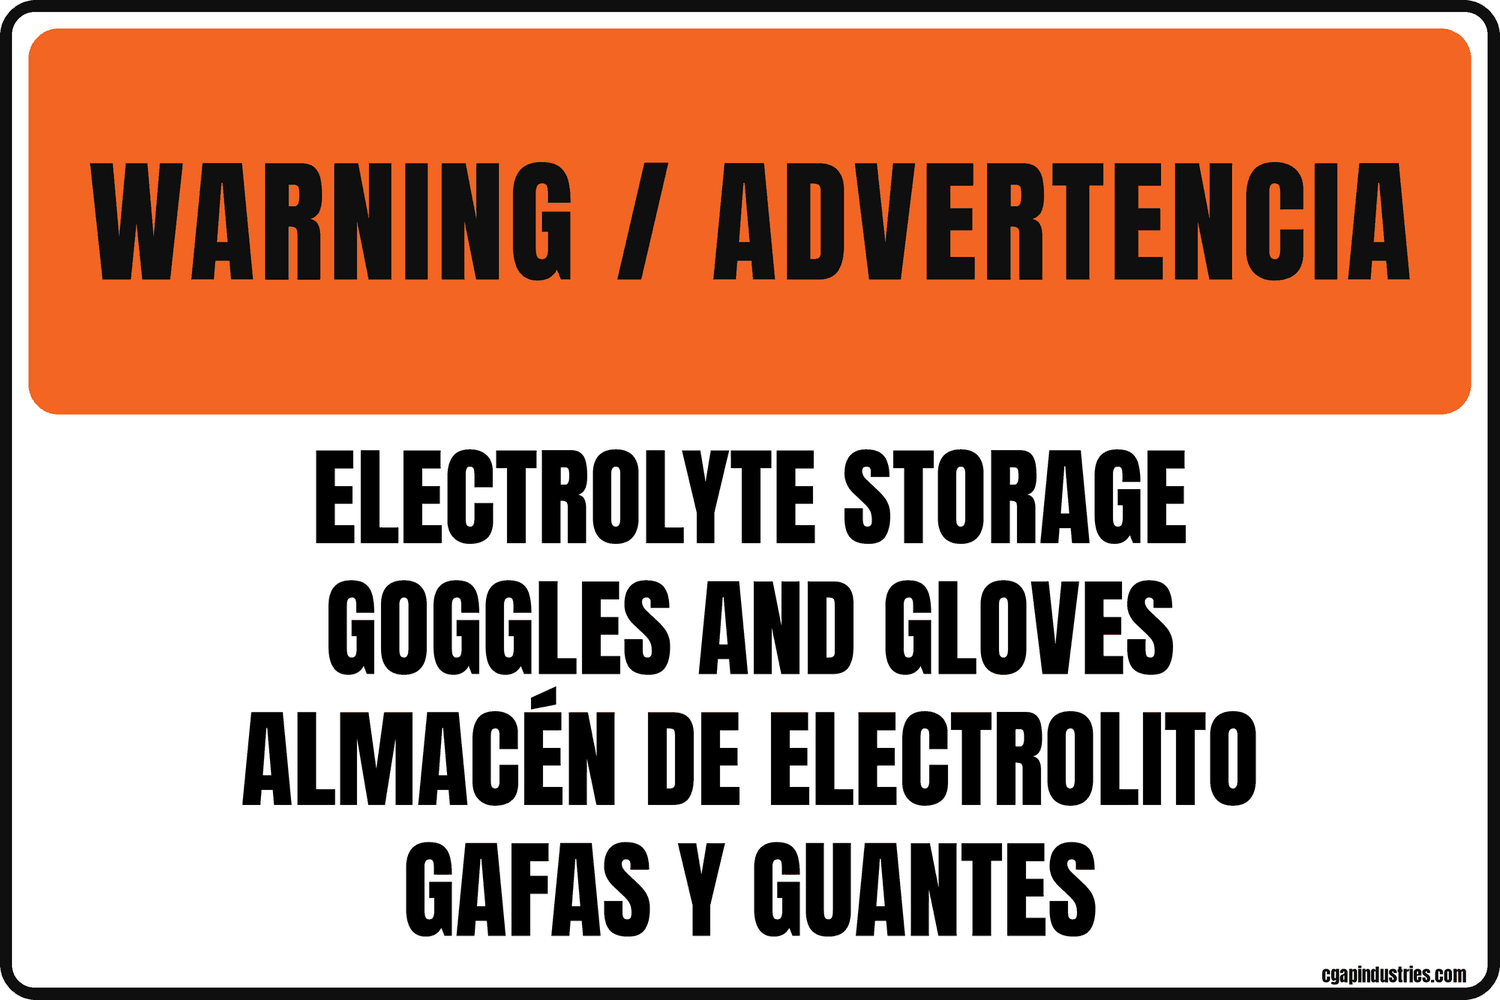 WARNING / ADVERTENCIA
ELECTROLYTE STORAGE
GOGGLES AND GLOVES
ALMACÉN DE ELECTROLITO
GAFAS Y GUANTES
cgapindustries.com